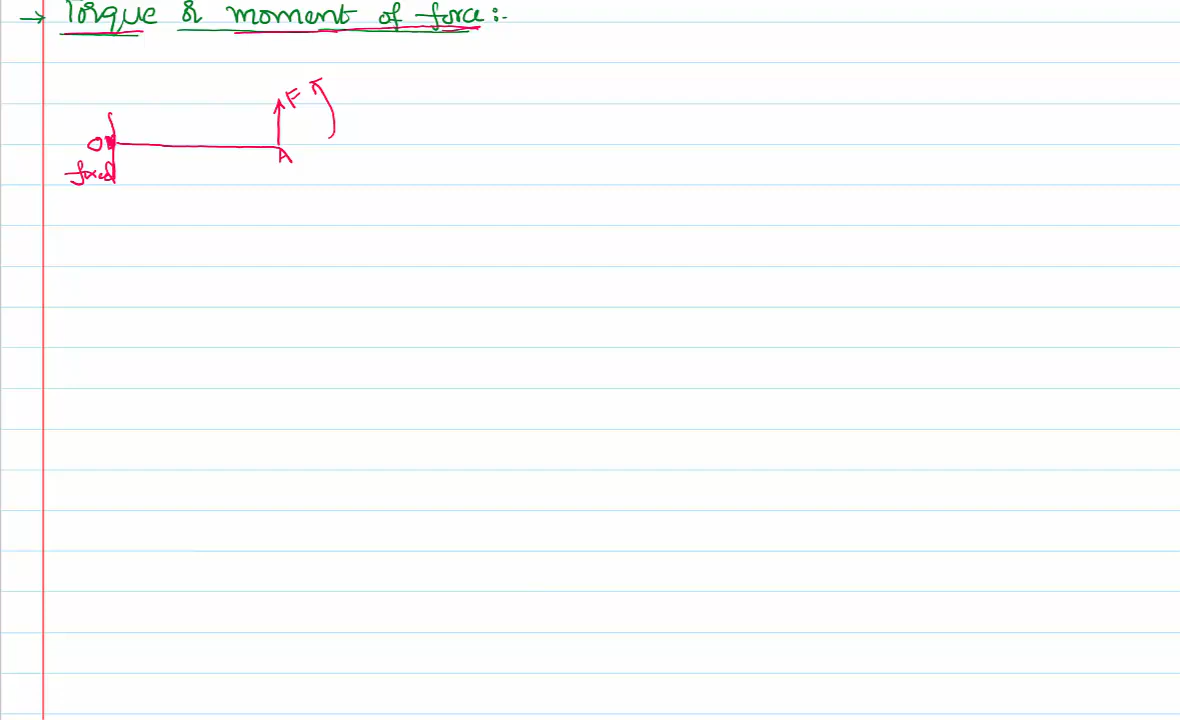 → Torque & moment of force :-
F
O
A
fixed